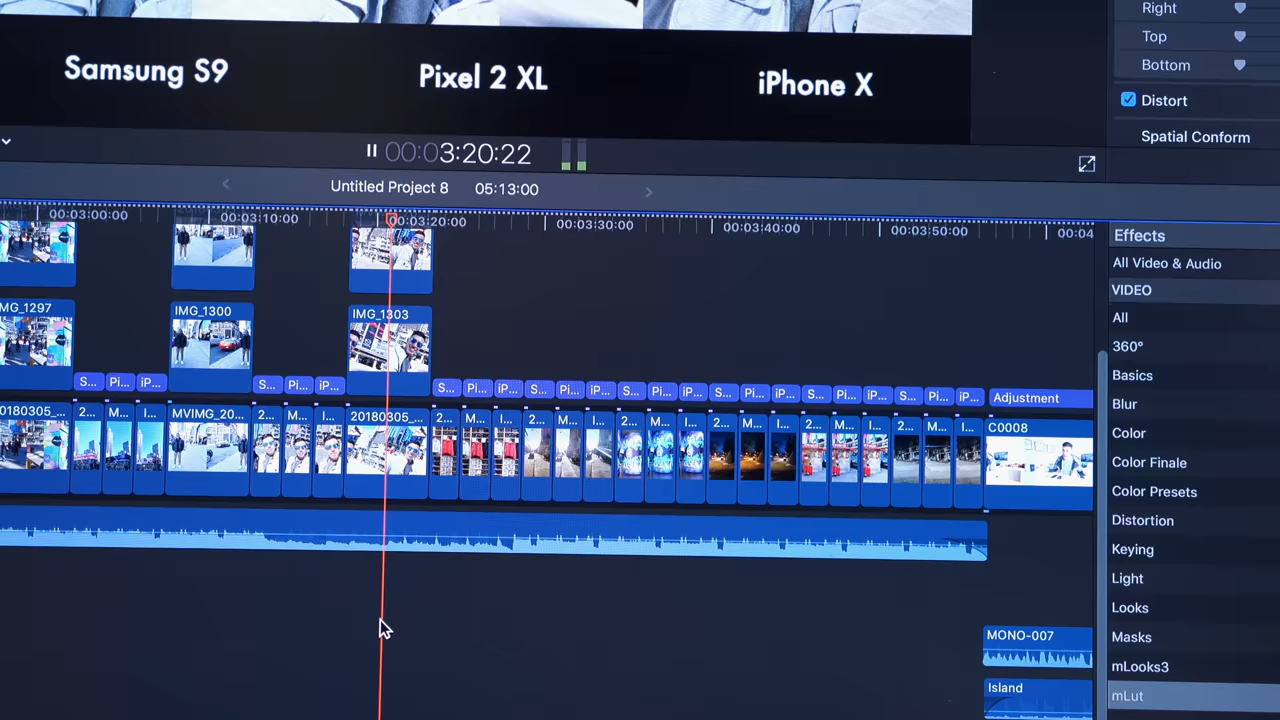 Samsung S9
Pixel 2 XL
iPhone X
Right
Top
Bottom
Distort
Spatial Conform
00:03:20:22
Untitled Project 8
05:13:00
00:03:00:00
00:03:10:00
00:03:20:00
00:03:30:00
00:03:40:00
00:03:50:00
00:04
MG_1297
IMG_1300
IMG_1303
S... Pi... iP... S... Pi... iP... S... Pi... iP... S... Pi... iP... S... Pi... iP... S... Pi... iP... S... Pi... iP... S... Pi... iP...
Adjustment
0180305_... 2... M... I... MVIMG_20... 2... M... I... 20180305_... 2... M... I... 2... M... I... 2... M... I... 2... M... I... 2... M... I... 2... M... I...
C0008
MONO-007
Island
Effects
All Video & Audio
VIDEO
All
360°
Basics
Blur
Color
Color Finale
Color Presets
Distortion
Keying
Light
Looks
Masks
mLooks3
mLut